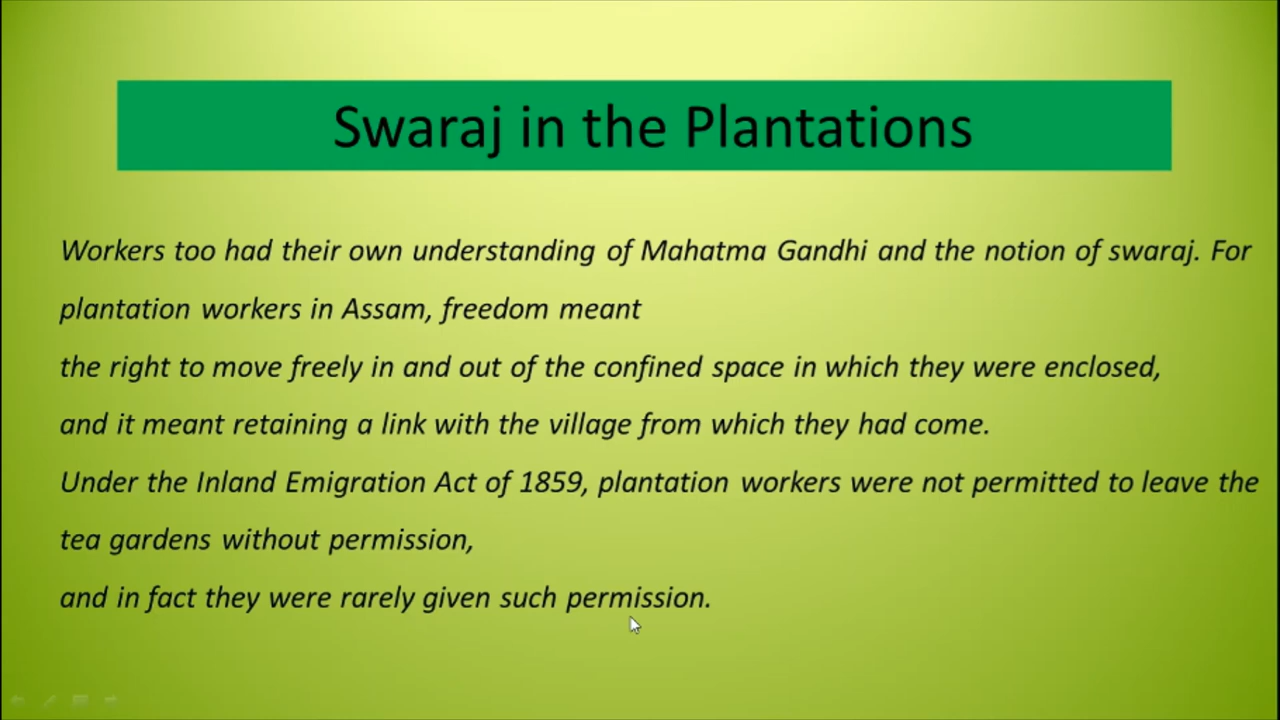 Swaraj in the Plantations
Workers too had their own understanding of Mahatma Gandhi and the notion of swaraj. For
plantation workers in Assam, freedom meant
the right to move freely in and out of the confined space in which they were enclosed,
and it meant retaining a link with the village from which they had come.
Under the Inland Emigration Act of 1859, plantation workers were not permitted to leave the
tea gardens without permission,
and in fact they were rarely given such permission.